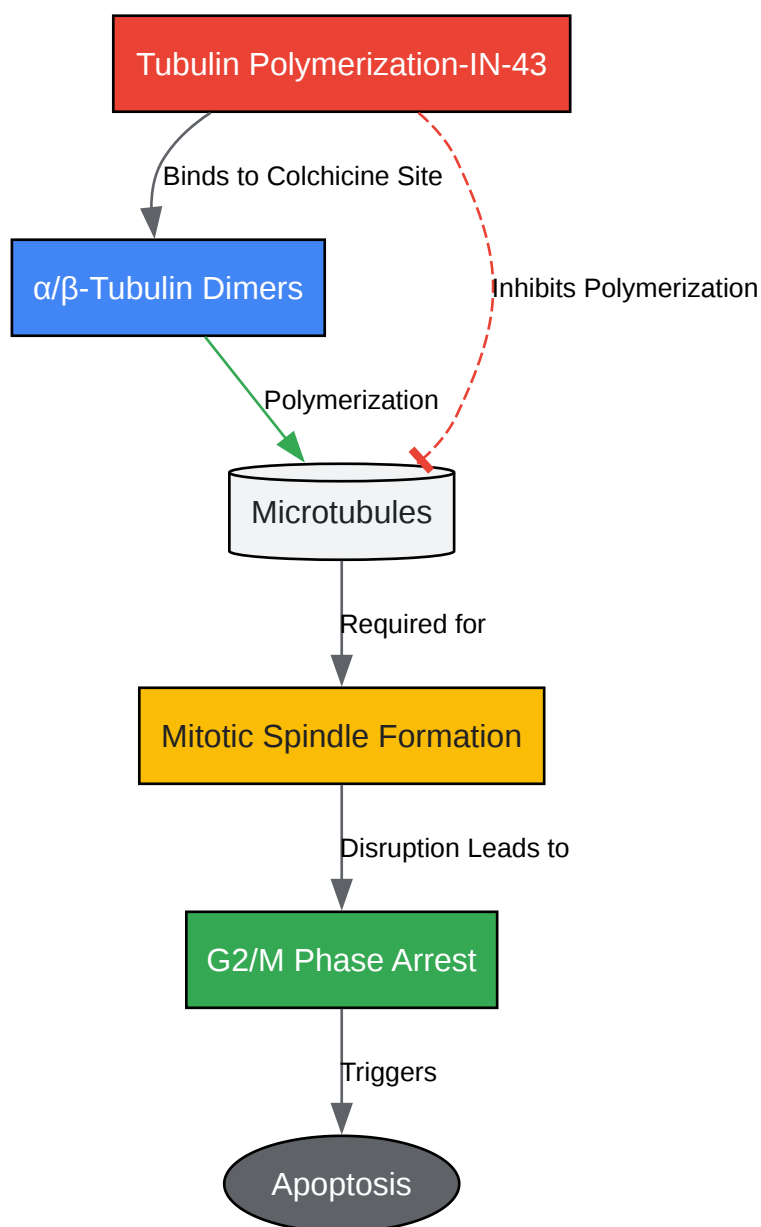 Tubulin Polymerization-IN-43
Binds to Colchicine Site
α/β-Tubulin Dimers
Inhibits Polymerization
Polymerization
Microtubules
Required for
Mitotic Spindle Formation
Disruption Leads to
G2/M Phase Arrest
Triggers
Apoptosis